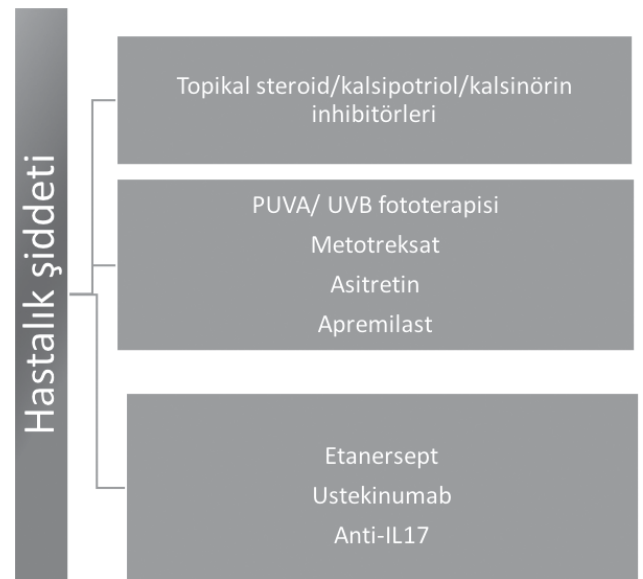 Hastalık şiddeti
Topikal steroid/kalsipotriol/kalsinörin
inhibitörleri
PUVA/ UVB fototerapisi
Metotreksat
Asitretin
Apremilast
Etanersept
Ustekinumab
Anti-IL17